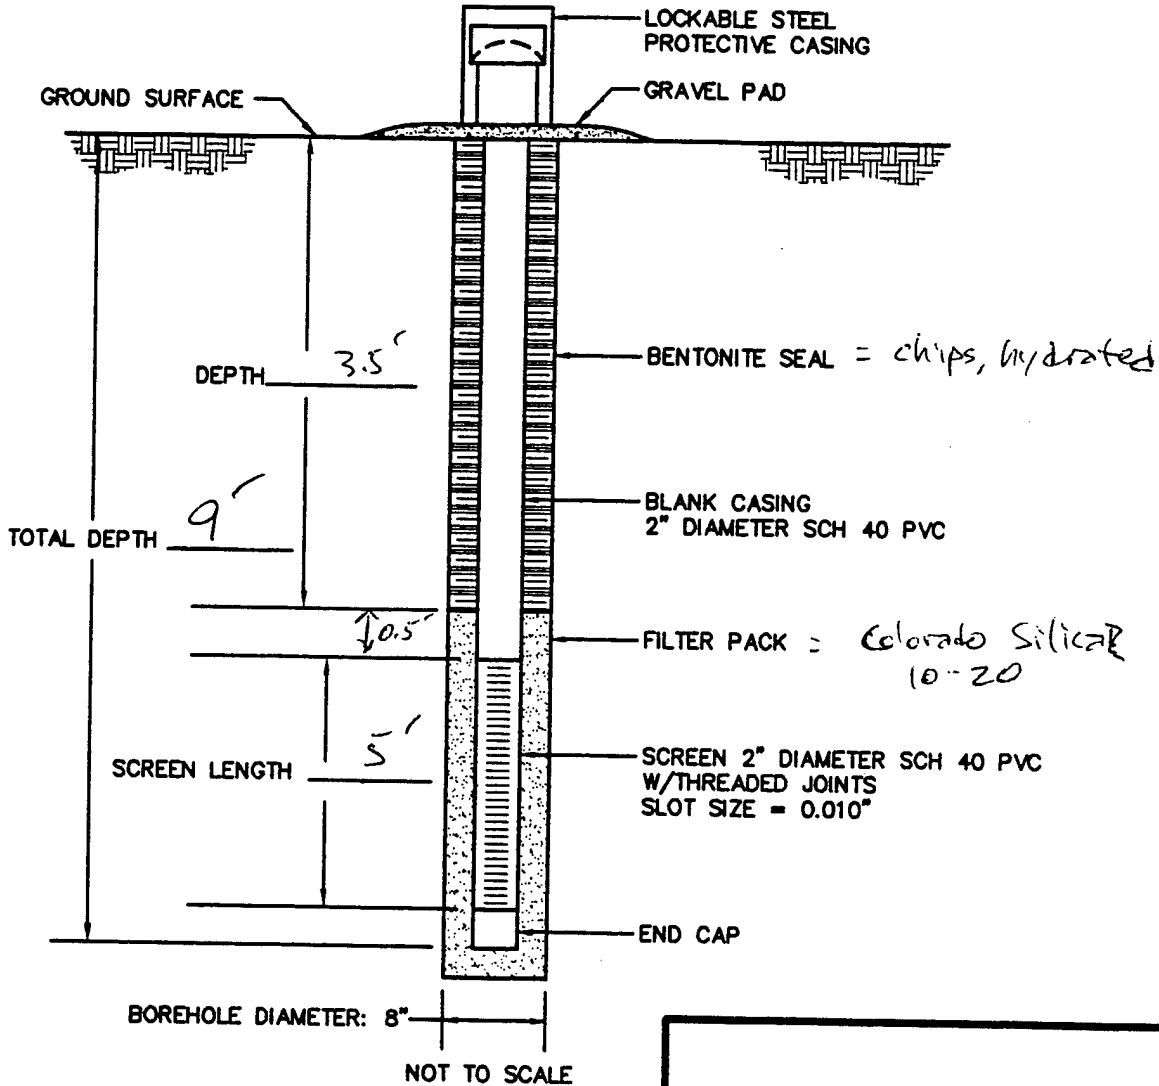 LOCKABLE STEEL
PROTECTIVE CASING
GRAVEL PAD
GROUND SURFACE
DEPTH 3.5'
BENTONITE SEAL = chips, hydrated
BLANK CASING
2" DIAMETER SCH 40 PVC
TOTAL DEPTH 9'
0.5'
FILTER PACK = Colorado Silica
10-20
SCREEN LENGTH 5'
SCREEN 2" DIAMETER SCH 40 PVC
W/THREADED JOINTS
SLOT SIZE = 0.010"
END CAP
BOREHOLE DIAMETER: 8"
NOT TO SCALE